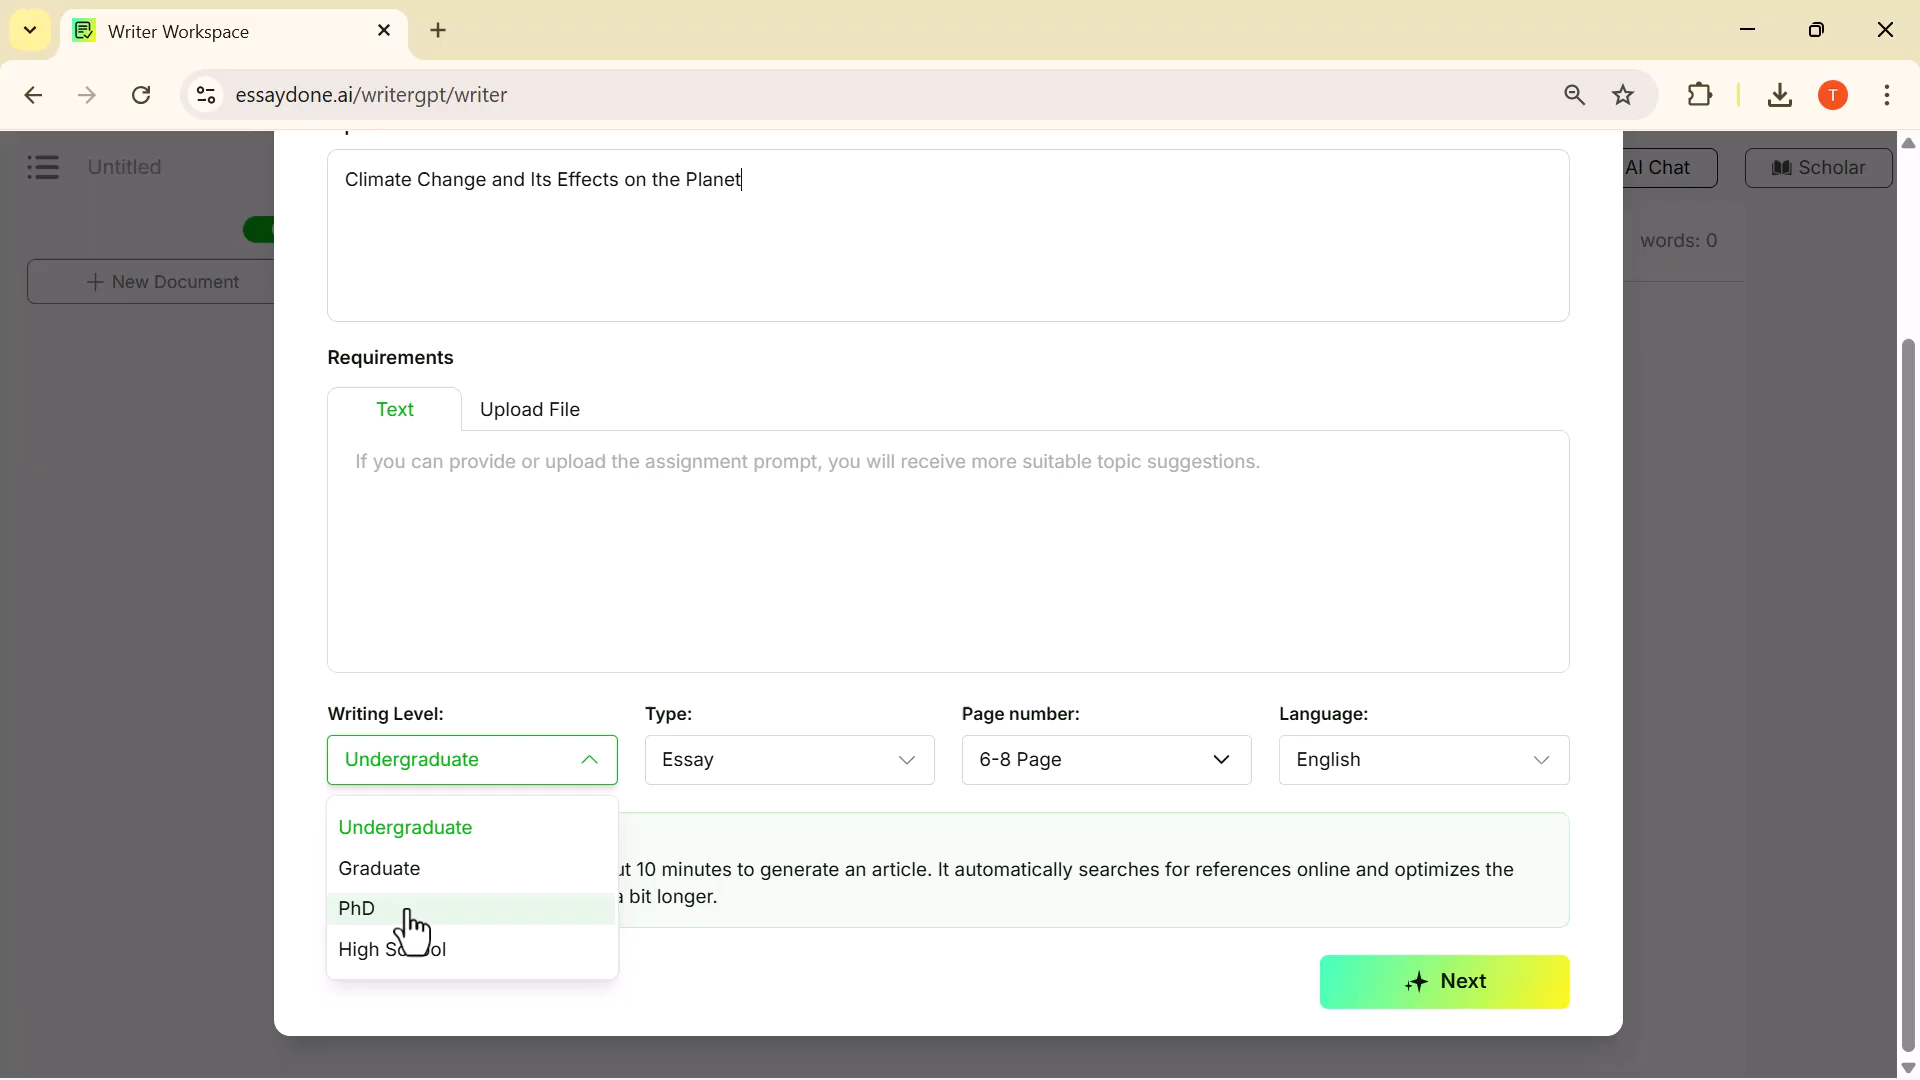 Writer Workspace
essaydone.ai/writergpt/writer
T
Untitled
AI Chat
Scholar
words: 0
+ New Document
Climate Change and Its Effects on the Planet
Requirements
Text
Upload File
If you can provide or upload the assignment prompt, you will receive more suitable topic suggestions.
Writing Level:
Type:
Page number:
Language:
Undergraduate
Essay
6-8 Page
English
Undergraduate
Graduate
PhD
High School
10 minutes to generate an article. It automatically searches for references online and optimizes the
a bit longer.
Next